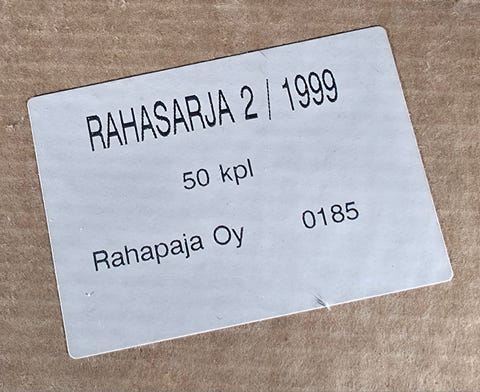 RAHASARJA 2 / 1999
50 kpl
Rahapaja Oy 0185